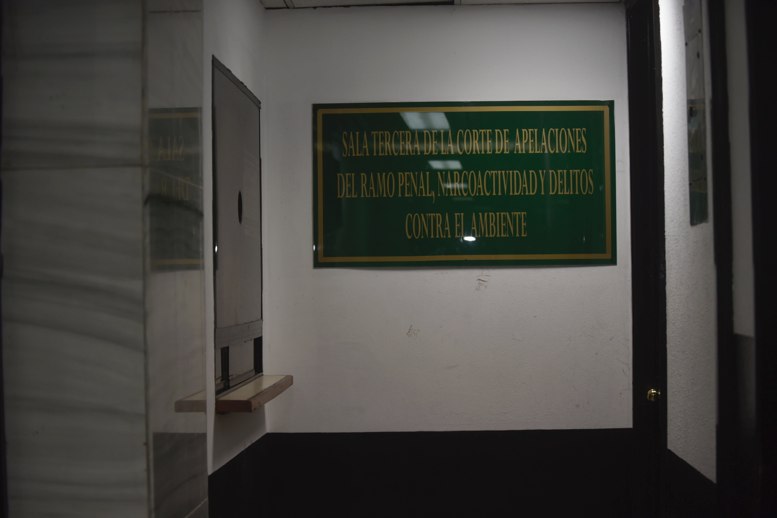 SALA TERCERA DE LA CORTE DE APELACIONES
DEL RAMO PENAL, NARCOACTIVIDAD Y DELITOS
CONTRA EL AMBIENTE